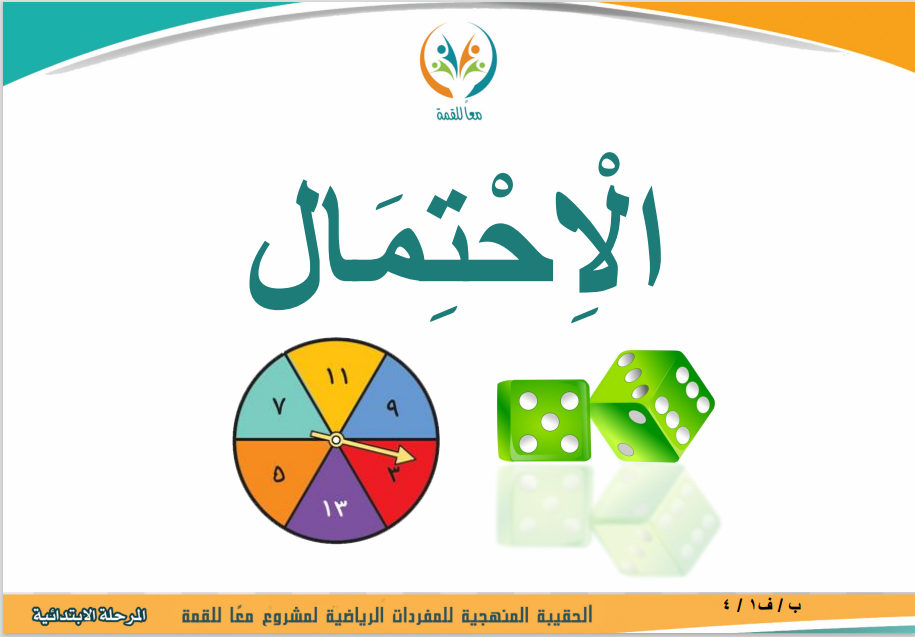 معاً للقمة
الْاِحْتِمَال
١١
٧
٩
٥
٣
١٣
ب / ف١ / ٤
الحقيبة المنهجية للمفردات الرياضية لمشروع معًا للقمة
المرحلة الابتدائية